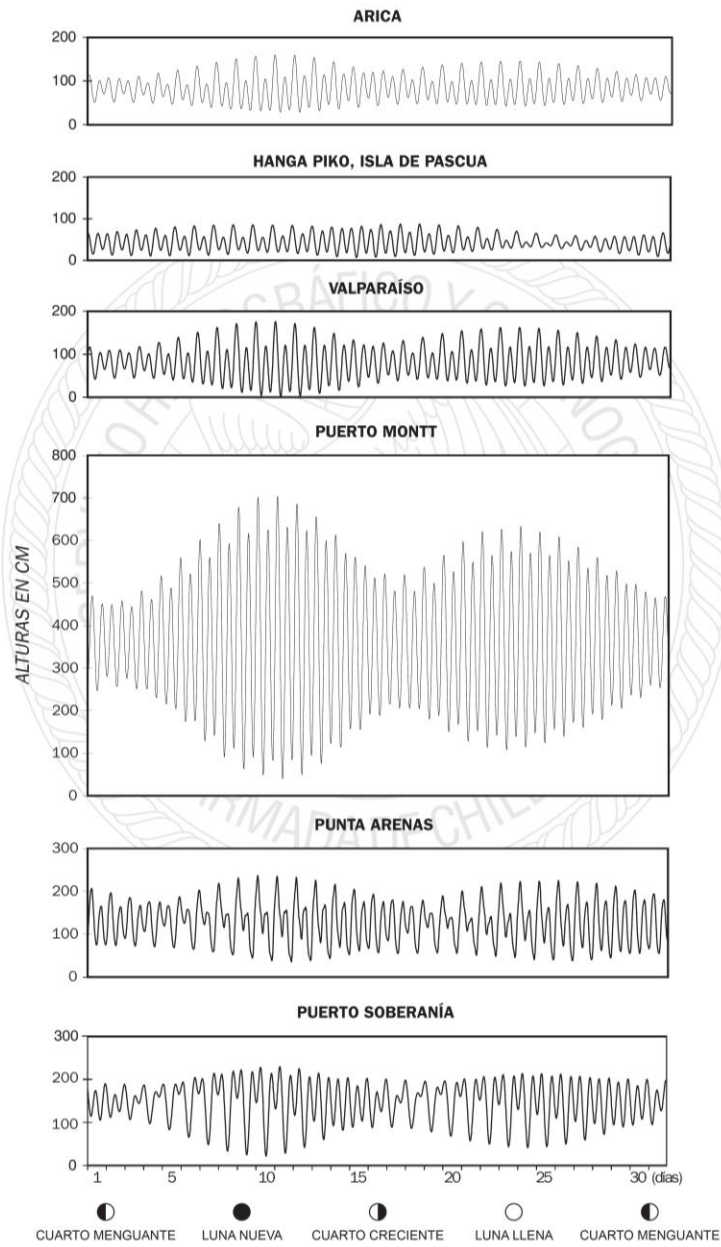 ARICA
200
100
0
HANGA PIKO, ISLA DE PASCUA
200
100
0
VALPARAÍSO
200
100
0
PUERTO MONTT
800
700
600
500
400
300
200
100
0
ALTURAS EN CM
PUNTA ARENAS
300
200
100
0
PUERTO SOBERANÍA
300
200
100
0
1 5 10 15 20 25 30 (días)
CUARTO MENGUANTE LUNA NUEVA CUARTO CRECIENTE LUNA LLENA CUARTO MENGUANTE
ARMADA DE CHILE